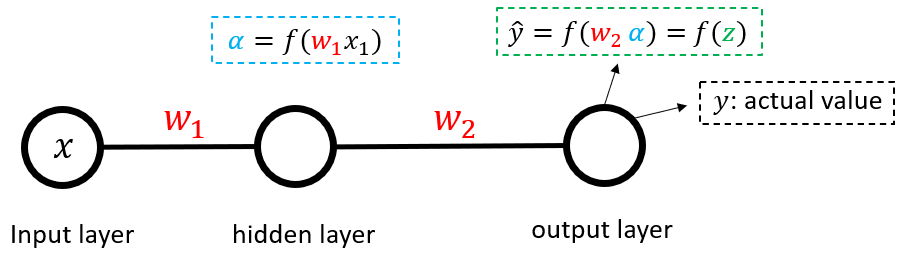 α = f(w₁x₁)
ŷ = f(w₂ α) = f(z)
y: actual value
x
w₁
w₂
Input layer
hidden layer
output layer